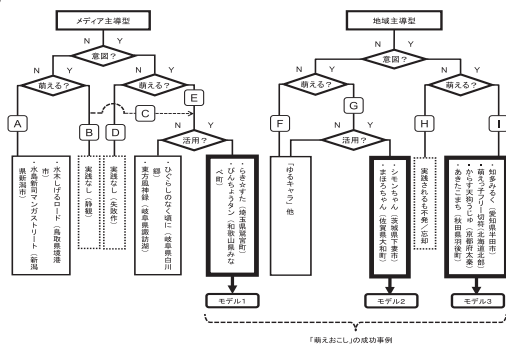 メディア主導型
地域主導型
N
Y
N
Y
意図?
意図?
N
Y
N
Y
N
Y
N
Y
萌える?
萌える?
萌える?
萌える?
A
B
C
D
E
F
G
H
I
N
Y
N
Y
活用?
活用?
・水木しげるロード(鳥取県境港市)
・水島新司マンガストリート(新潟県新潟市)
実践なし(静観)
実践なし(失敗作)
ひぐらしのなく頃に(岐阜県白川郷)
東方風神録(岐阜県諏訪湖)
・らき☆すた(埼玉県鷲宮町)
・びんちょうタン(和歌山県みなべ町)
「ゆるキャラ」他
・シモンちゃん(茨城県下妻市)
・まほろちゃん(佐賀県大和町)
実践されるも不発/忘却
・知多みるく(愛知県半田市)
・萌えっ子フリー切符(北海道北部)
・からす天狗うじゅ(京都府太秦)
・あきたこまち(秋田県羽後町)
モデル1
モデル2
モデル3
「萌えおこし」の成功事例